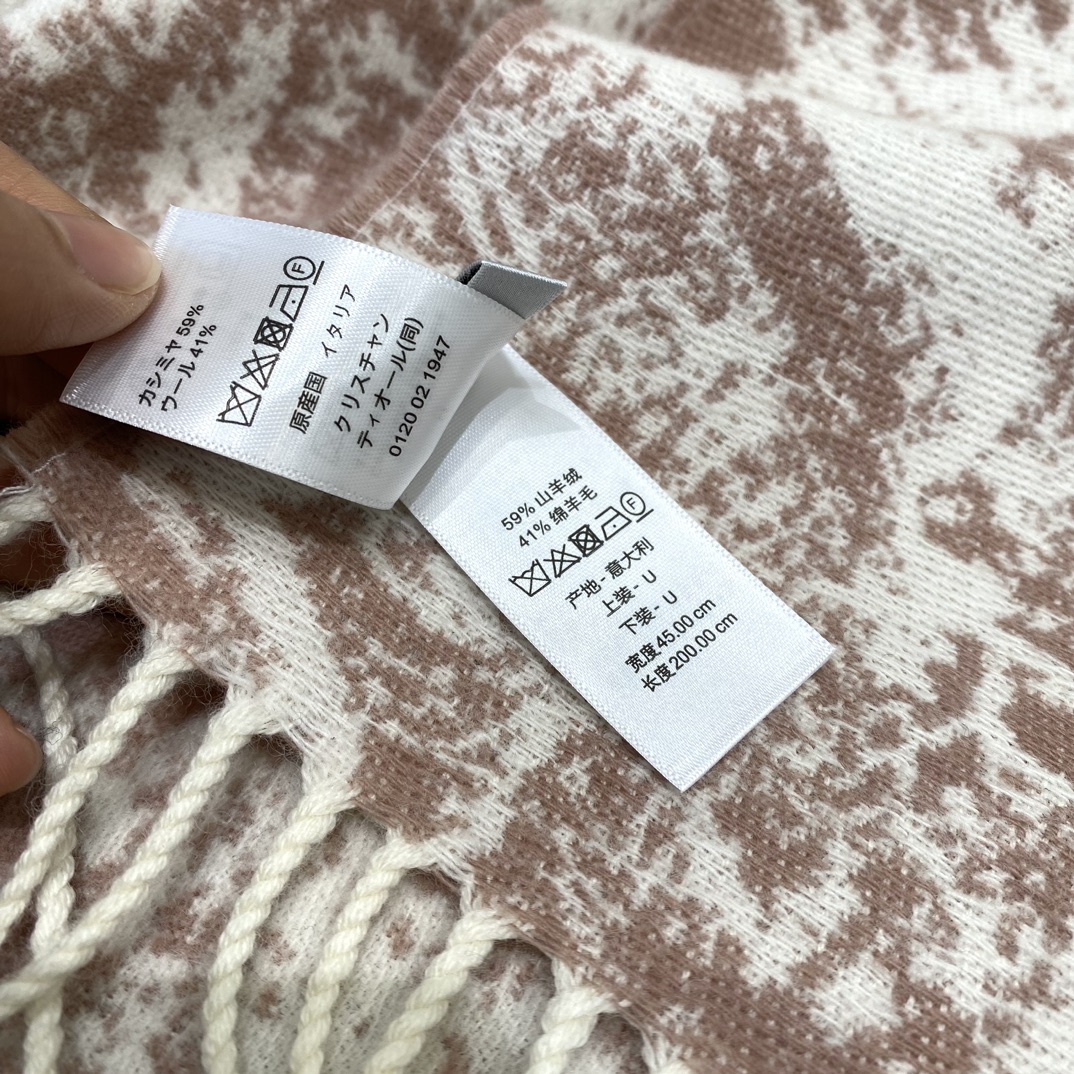 カシミヤ 59%
ウール 41%
F
原産国 イタリア
クリスチャン
ディオール(同)
0120 02 1947
59% 山羊绒
41% 绵羊毛
F
产地 - 意大利
上装 - U
下装 - U
宽度 45.00 cm
长度 200.00 cm